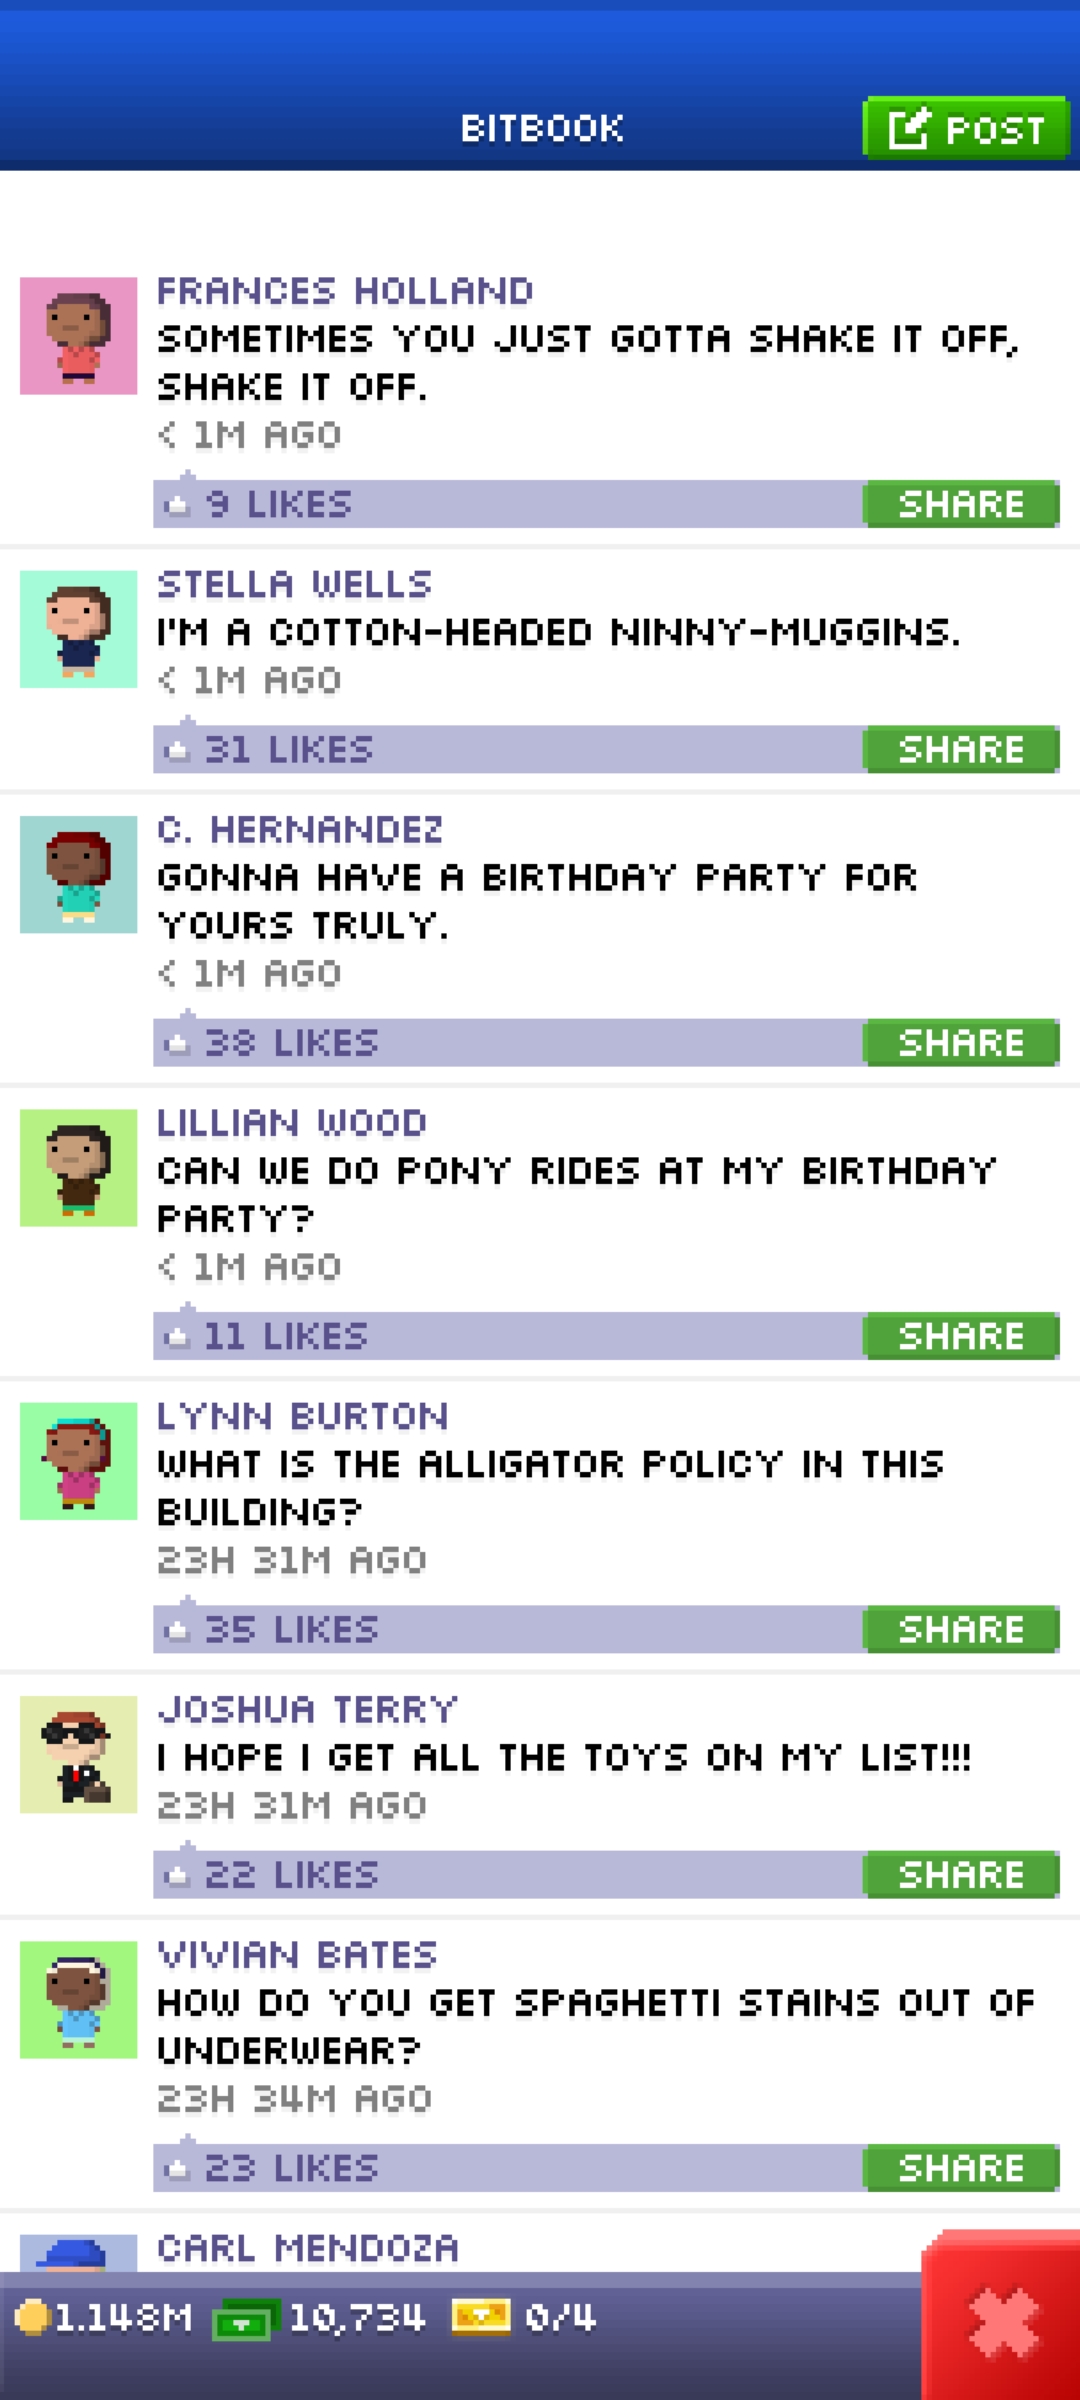 BITBOOK
POST
FRANCES HOLLAND
SOMETIMES YOU JUST GOTTA SHAKE IT OFF,
SHAKE IT OFF.
< 1M AGO
9 LIKES
SHARE
STELLA WELLS
I'M A COTTON-HEADED NINNY-MUGGINS.
< 1M AGO
31 LIKES
SHARE
C. HERNANDEZ
GONNA HAVE A BIRTHDAY PARTY FOR
YOURS TRULY.
< 1M AGO
38 LIKES
SHARE
LILLIAN WOOD
CAN WE DO PONY RIDES AT MY BIRTHDAY
PARTY?
< 1M AGO
11 LIKES
SHARE
LYNN BURTON
WHAT IS THE ALLIGATOR POLICY IN THIS
BUILDING?
23H 31M AGO
35 LIKES
SHARE
JOSHUA TERRY
I HOPE I GET ALL THE TOYS ON MY LIST!!!
23H 31M AGO
22 LIKES
SHARE
VIVIAN BATES
HOW DO YOU GET SPAGHETTI STAINS OUT OF
UNDERWEAR?
23H 34M AGO
23 LIKES
SHARE
CARL MENDOZA
1.148M 10,734 0/4